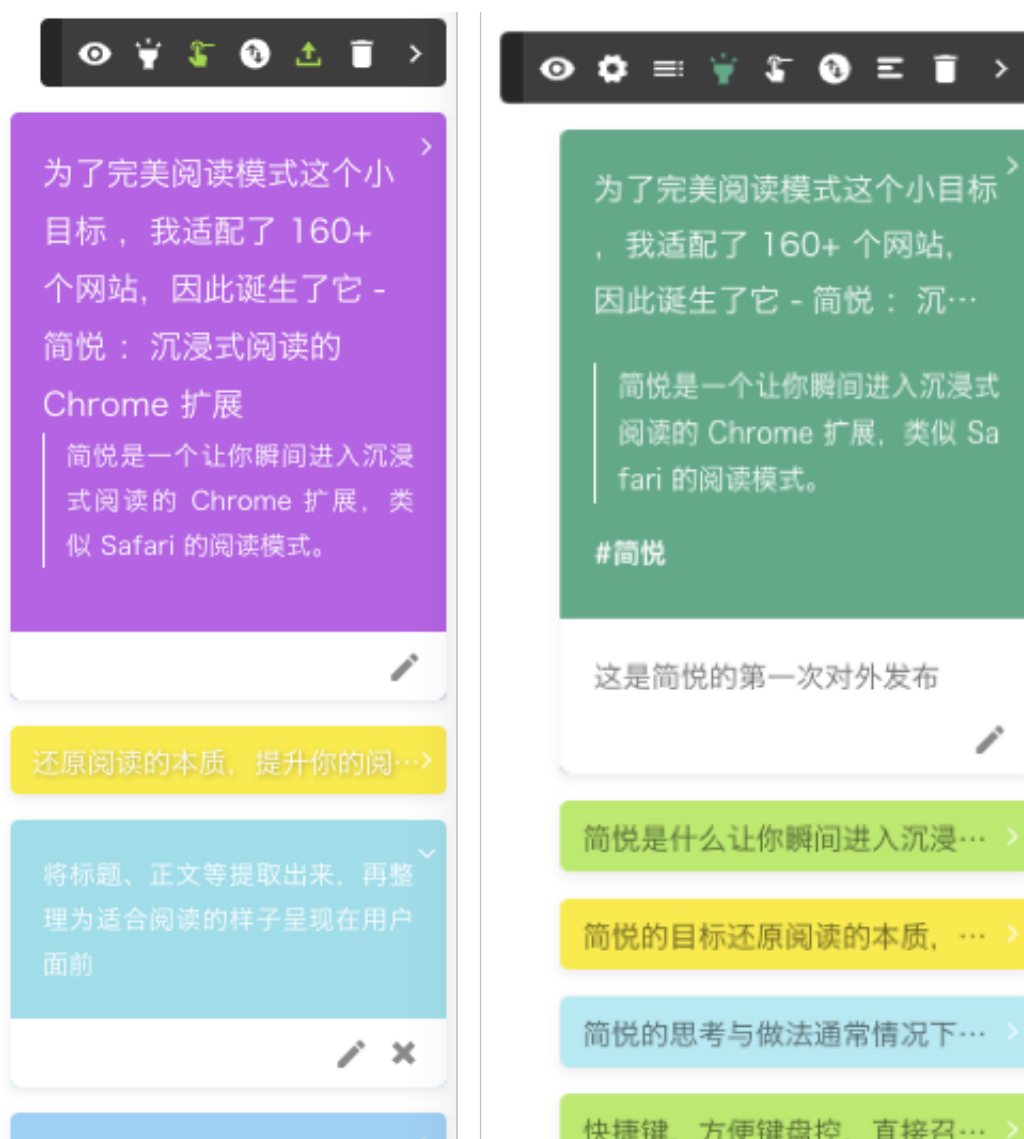 为了完美阅读模式这个小
目标 ，我适配了 160+
个网站，因此诞生了它 -
简悦 ：沉浸式阅读的
Chrome 扩展
简悦是一个让你瞬间进入沉浸
式阅读的 Chrome 扩展，类
似 Safari 的阅读模式。
还原阅读的本质，提升你的阅…
将标题、正文等提取出来，再整
理为适合阅读的样子呈现在用户
面前
为了完美阅读模式这个小目标
，我适配了 160+ 个网站，
因此诞生了它 - 简悦 ：沉…
简悦是一个让你瞬间进入沉浸式
阅读的 Chrome 扩展，类似 Sa
fari 的阅读模式。
#简悦
这是简悦的第一次对外发布
简悦是什么让你瞬间进入沉浸…
简悦的目标还原阅读的本质，…
简悦的思考与做法通常情况下…
快捷键，方便键盘控，直接召…